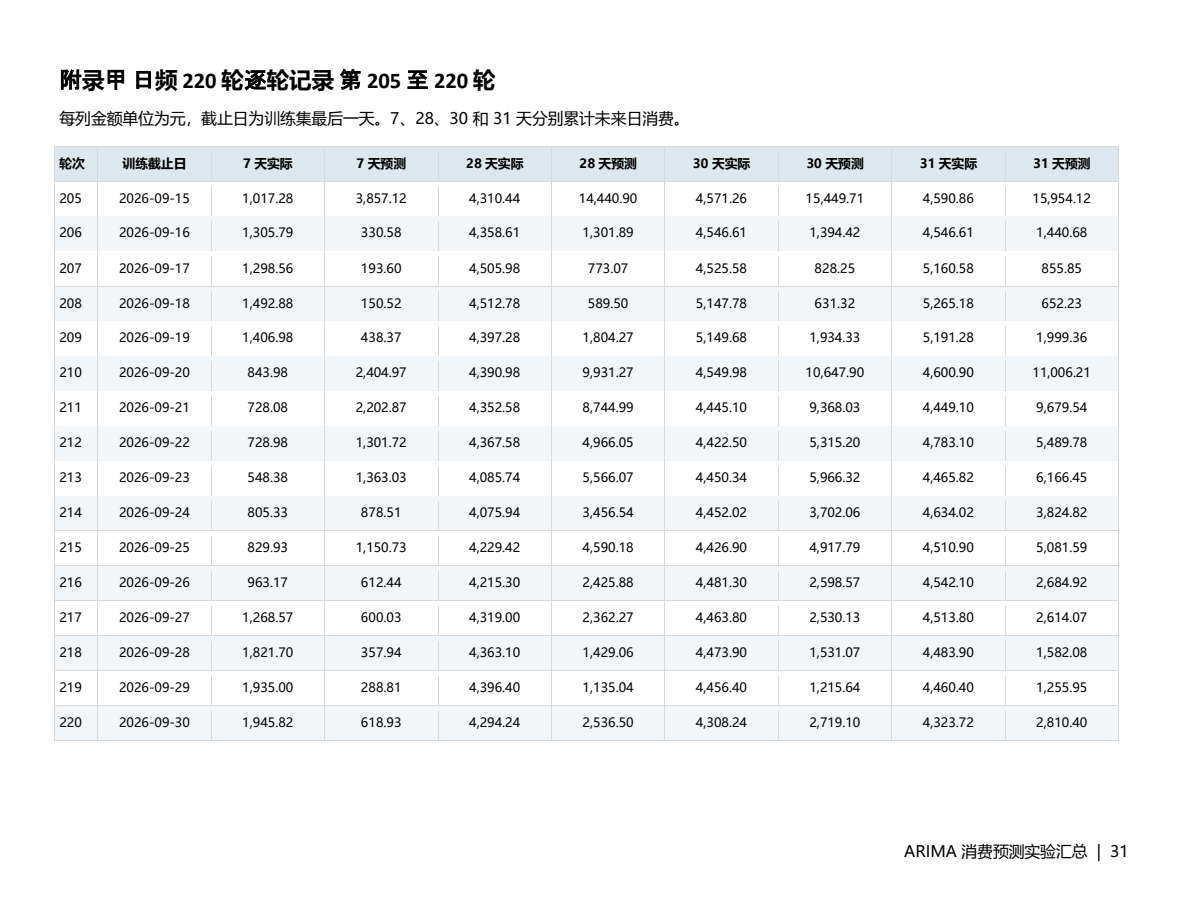 附录甲 日频 220 轮逐轮记录 第 205 至 220 轮
每列金额单位为元，截止日为训练集最后一天。7、28、30 和 31 天分别累计未来日消费。
轮次 训练截止日 7 天实际 7 天预测 28 天实际 28 天预测 30 天实际 30 天预测 31 天实际 31 天预测
205 2026-09-15 1,017.28 3,857.12 4,310.44 14,440.90 4,571.26 15,449.71 4,590.86 15,954.12
206 2026-09-16 1,305.79 330.58 4,358.61 1,301.89 4,546.61 1,394.42 4,546.61 1,440.68
207 2026-09-17 1,298.56 193.60 4,505.98 773.07 4,525.58 828.25 5,160.58 855.85
208 2026-09-18 1,492.88 150.52 4,512.78 589.50 5,147.78 631.32 5,265.18 652.23
209 2026-09-19 1,406.98 438.37 4,397.28 1,804.27 5,149.68 1,934.33 5,191.28 1,999.36
210 2026-09-20 843.98 2,404.97 4,390.98 9,931.27 4,549.98 10,647.90 4,600.90 11,006.21
211 2026-09-21 728.08 2,202.87 4,352.58 8,744.99 4,445.10 9,368.03 4,449.10 9,679.54
212 2026-09-22 728.98 1,301.72 4,367.58 4,966.05 4,422.50 5,315.20 4,783.10 5,489.78
213 2026-09-23 548.38 1,363.03 4,085.74 5,566.07 4,450.34 5,966.32 4,465.82 6,166.45
214 2026-09-24 805.33 878.51 4,075.94 3,456.54 4,452.02 3,702.06 4,634.02 3,824.82
215 2026-09-25 829.93 1,150.73 4,229.42 4,590.18 4,426.90 4,917.79 4,510.90 5,081.59
216 2026-09-26 963.17 612.44 4,215.30 2,425.88 4,481.30 2,598.57 4,542.10 2,684.92
217 2026-09-27 1,268.57 600.03 4,319.00 2,362.27 4,463.80 2,530.13 4,513.80 2,614.07
218 2026-09-28 1,821.70 357.94 4,363.10 1,429.06 4,473.90 1,531.07 4,483.90 1,582.08
219 2026-09-29 1,935.00 288.81 4,396.40 1,135.04 4,456.40 1,215.64 4,460.40 1,255.95
220 2026-09-30 1,945.82 618.93 4,294.24 2,536.50 4,308.24 2,719.10 4,323.72 2,810.40
ARIMA 消费预测实验汇总 | 31